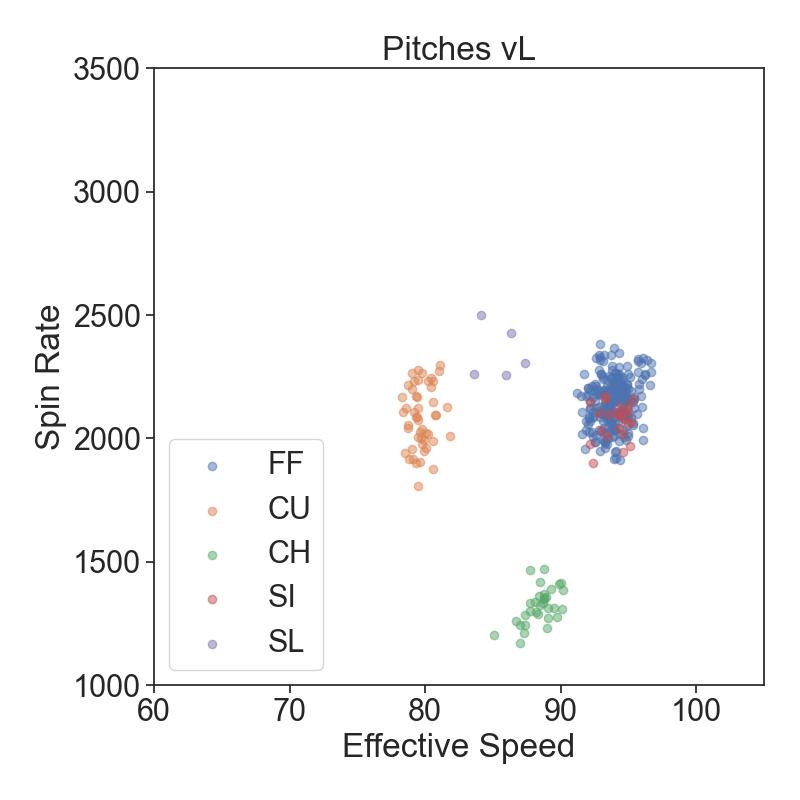 Pitches vL
3500
3000
2500
2000
1500
1000
Spin Rate
FF
CU
CH
SI
SL
60 70 80 90 100
Effective Speed